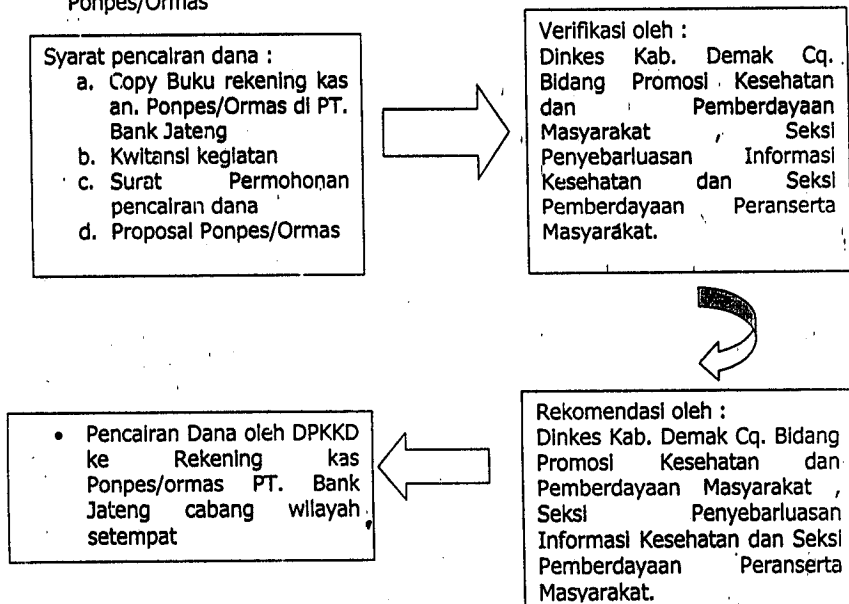 Ponpes/Ormas
Syarat pencairan dana :
a. Copy Buku rekening kas
an. Ponpes/Ormas di PT.
Bank Jateng
b. Kwitansi kegiatan
c. Surat Permohonan
pencairan dana
d. Proposal Ponpes/Ormas
Verifikasi oleh :
Dinkes Kab. Demak Cq.
Bidang Promosi Kesehatan
dan Pemberdayaan
Masyarakat , Seksi
Penyebarluasan Informasi
Kesehatan dan Seksi
Pemberdayaan Peranserta
Masyarakat.
Rekomendasi oleh :
Dinkes Kab. Demak Cq. Bidang
Promosi Kesehatan dan
Pemberdayaan Masyarakat ,
Seksi Penyebarluasan
Informasi Kesehatan dan Seksi
Pemberdayaan Peranserta
Masyarakat.
• Pencairan Dana oleh DPKKD
ke Rekening kas
Ponpes/ormas PT. Bank
Jateng cabang wilayah
setempat